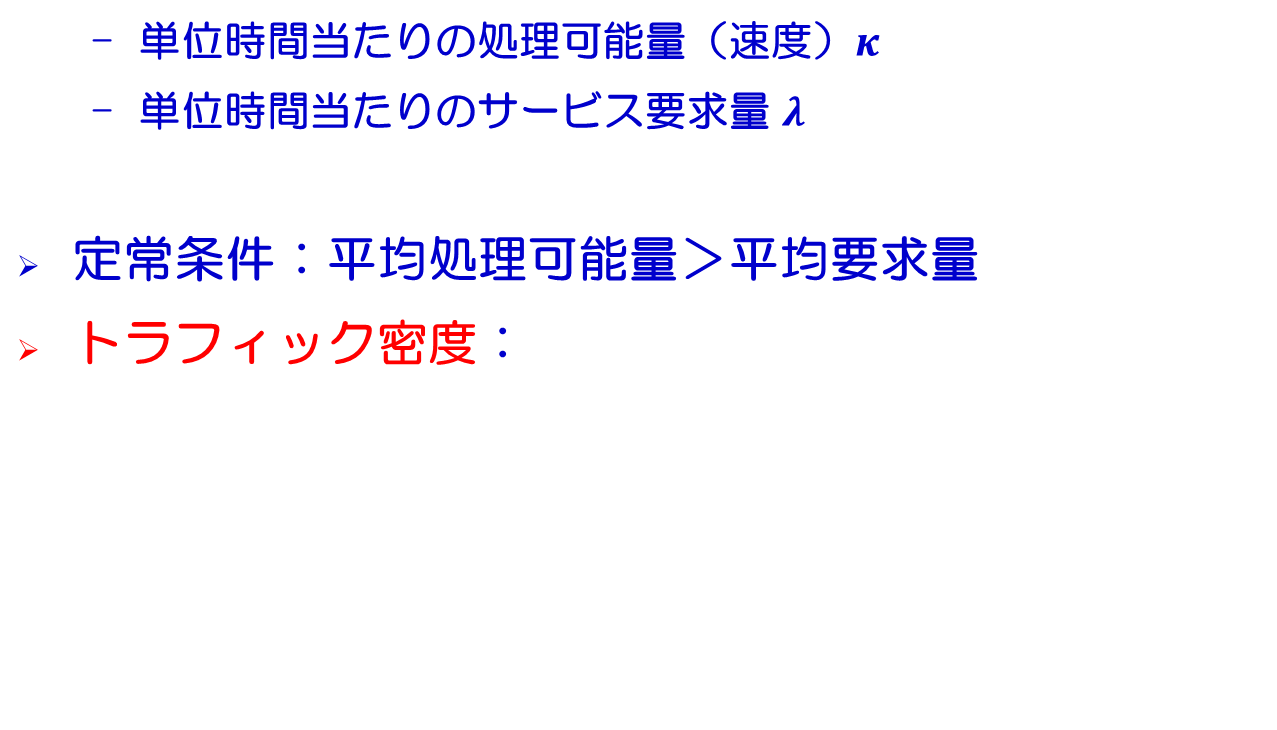 – 単位時間当たりの処理可能量（速度）κ
– 単位時間当たりのサービス要求量 λ
➢ 定常条件：平均処理可能量＞平均要求量
➢ トラフィック密度：